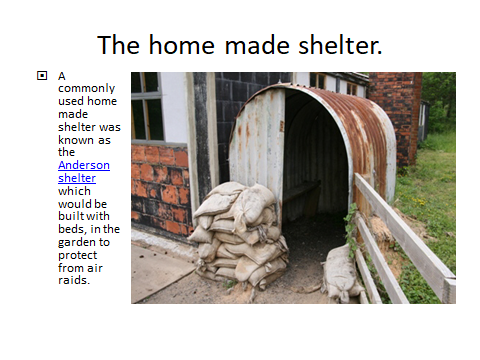 The home made shelter.
A
commonly
used home
made
shelter was
known as
the
Anderson
shelter
which
would be
built with
beds, in the
garden to
protect
from air
raids.